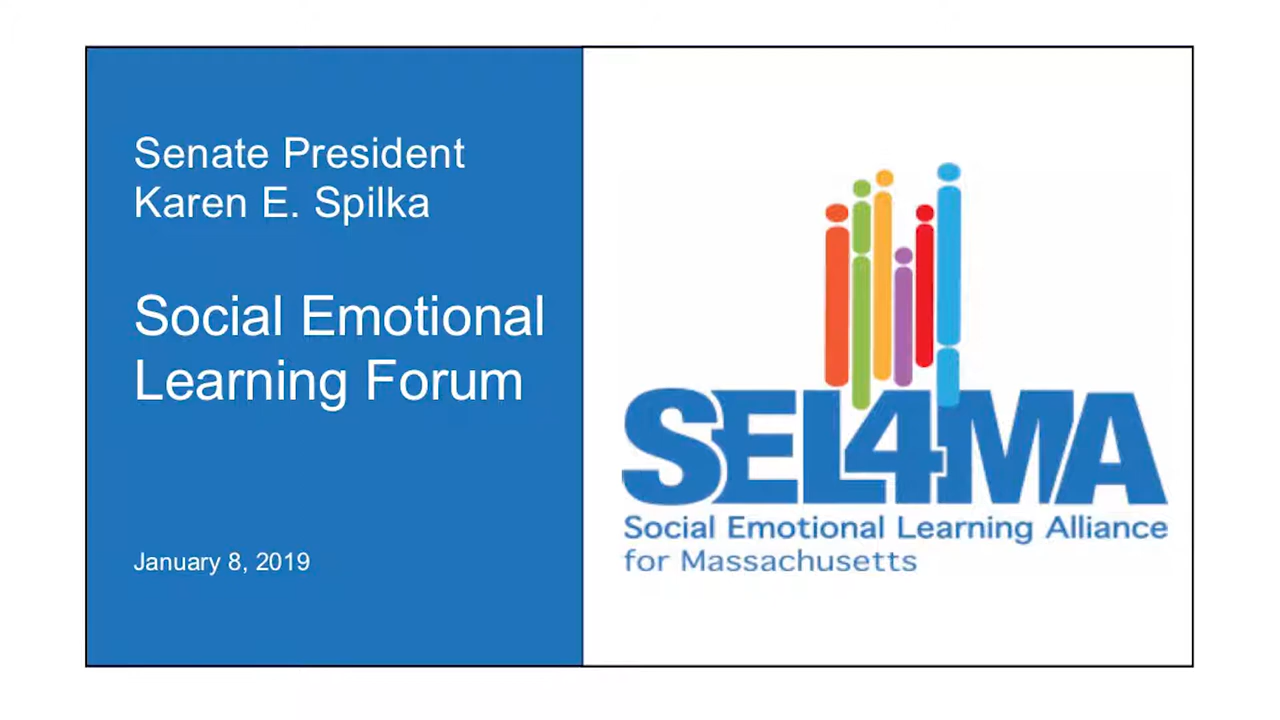 Senate President
Karen E. Spilka
Social Emotional
Learning Forum
January 8, 2019
SEL4MA
Social Emotional Learning Alliance
for Massachusetts